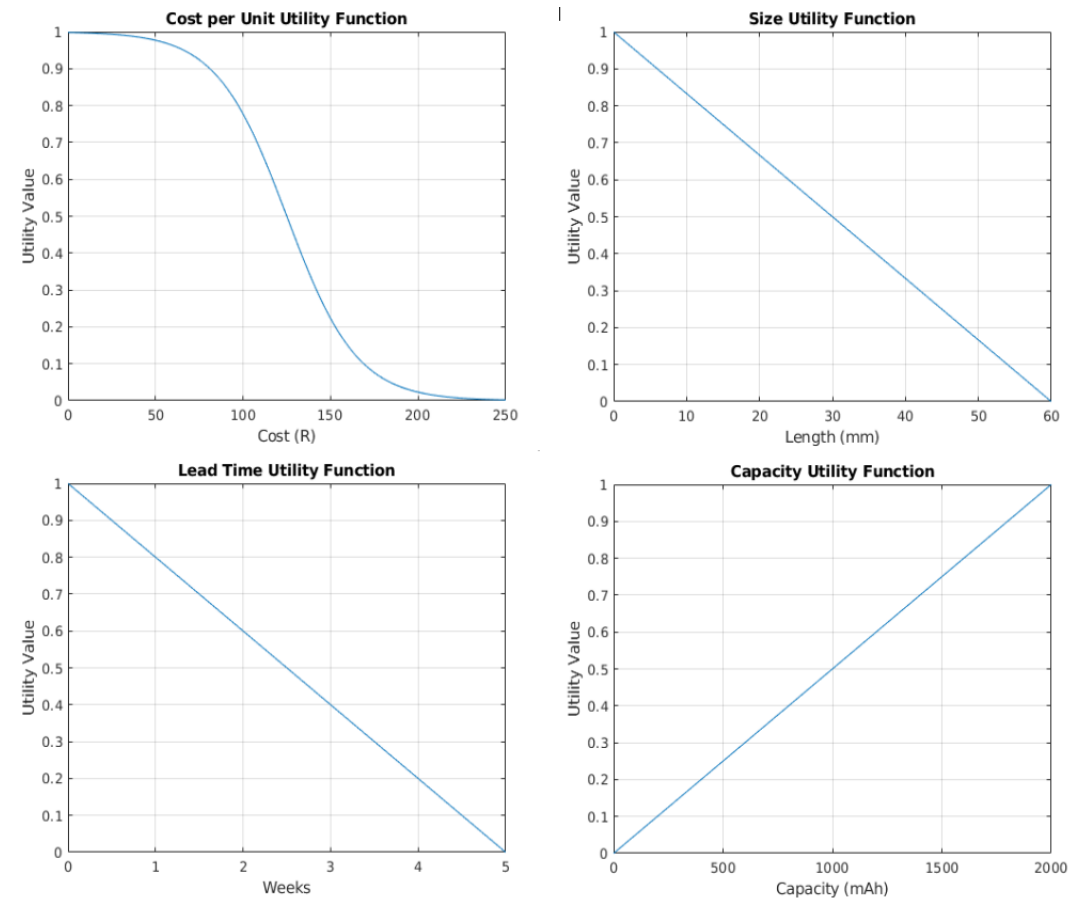 Cost per Unit Utility Function
Utility Value
1
0.9
0.8
0.7
0.6
0.5
0.4
0.3
0.2
0.1
0
0 50 100 150 200 250
Cost (R)
Size Utility Function
Utility Value
1
0.9
0.8
0.7
0.6
0.5
0.4
0.3
0.2
0.1
0
0 10 20 30 40 50 60
Length (mm)
Lead Time Utility Function
Utility Value
1
0.9
0.8
0.7
0.6
0.5
0.4
0.3
0.2
0.1
0
0 1 2 3 4 5
Weeks
Capacity Utility Function
Utility Value
1
0.9
0.8
0.7
0.6
0.5
0.4
0.3
0.2
0.1
0
0 500 1000 1500 2000
Capacity (mAh)